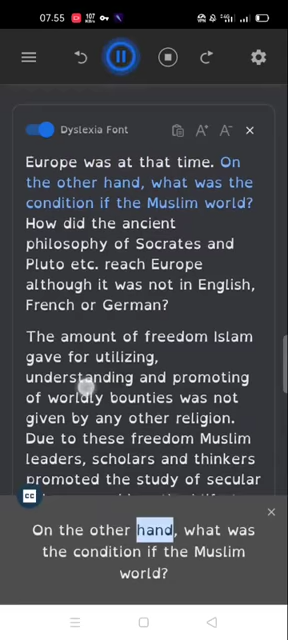 07.55
107
KB/s
Dyslexia Font
A+
A-
Europe was at that time. On
the other hand, what was the
condition if the Muslim world?
How did the ancient
philosophy of Socrates and
Pluto etc. reach Europe
although it was not in English,
French or German?
The amount of freedom Islam
gave for utilizing,
understanding and promoting
of worldly bounties was not
given by any other religion.
Due to these freedom Muslim
leaders, scholars and thinkers
promoted the study of secular
CC
On the other hand, what was
the condition if the Muslim
world?